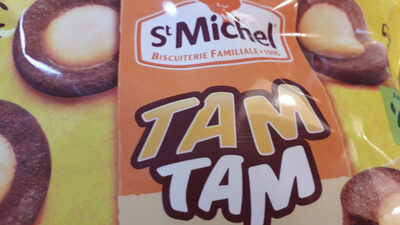 St Michel
BISCUITERIE FAMILIALE • 1905
TAM
TAM